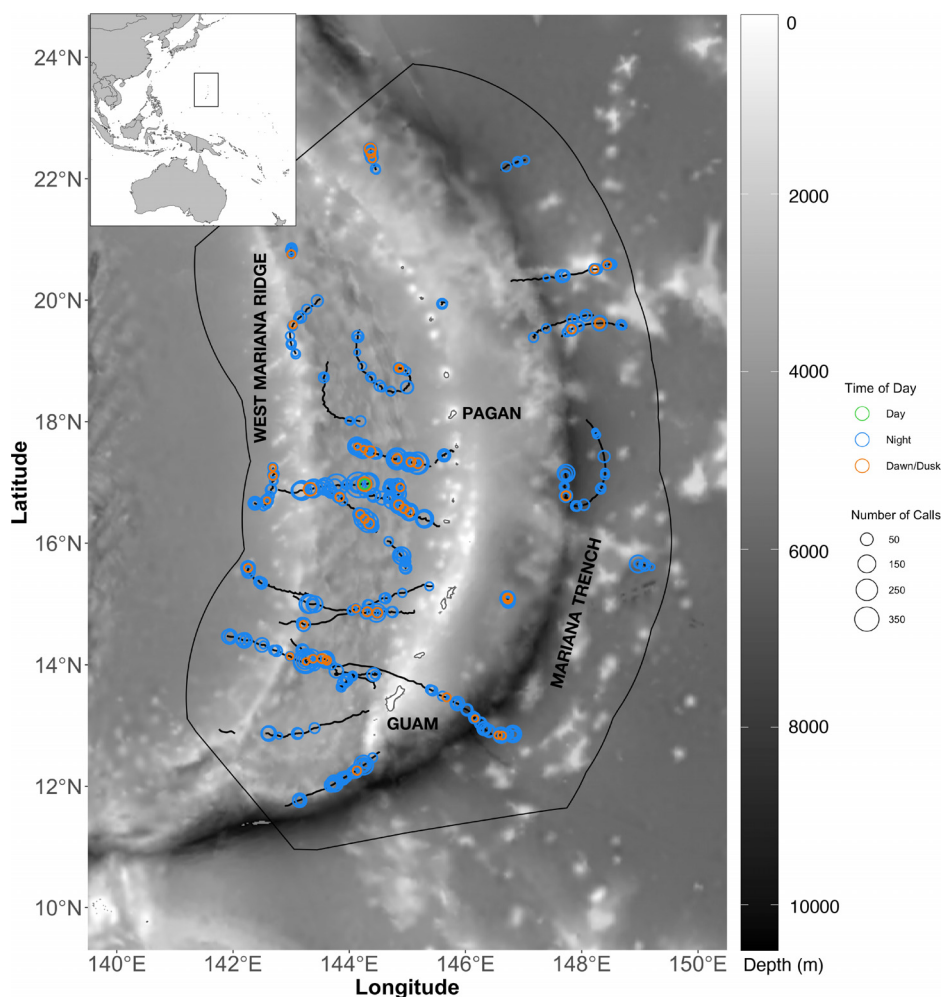 24°N
22°N
20°N
18°N
16°N
14°N
12°N
10°N
Latitude
140°E
142°E
144°E
146°E
148°E
150°E
Longitude
WEST MARIANA RIDGE
PAGAN
MARIANA TRENCH
GUAM
0
2000
4000
6000
8000
10000
Depth (m)
Time of Day
Day
Night
Dawn/Dusk
Number of Calls
50
150
250
350